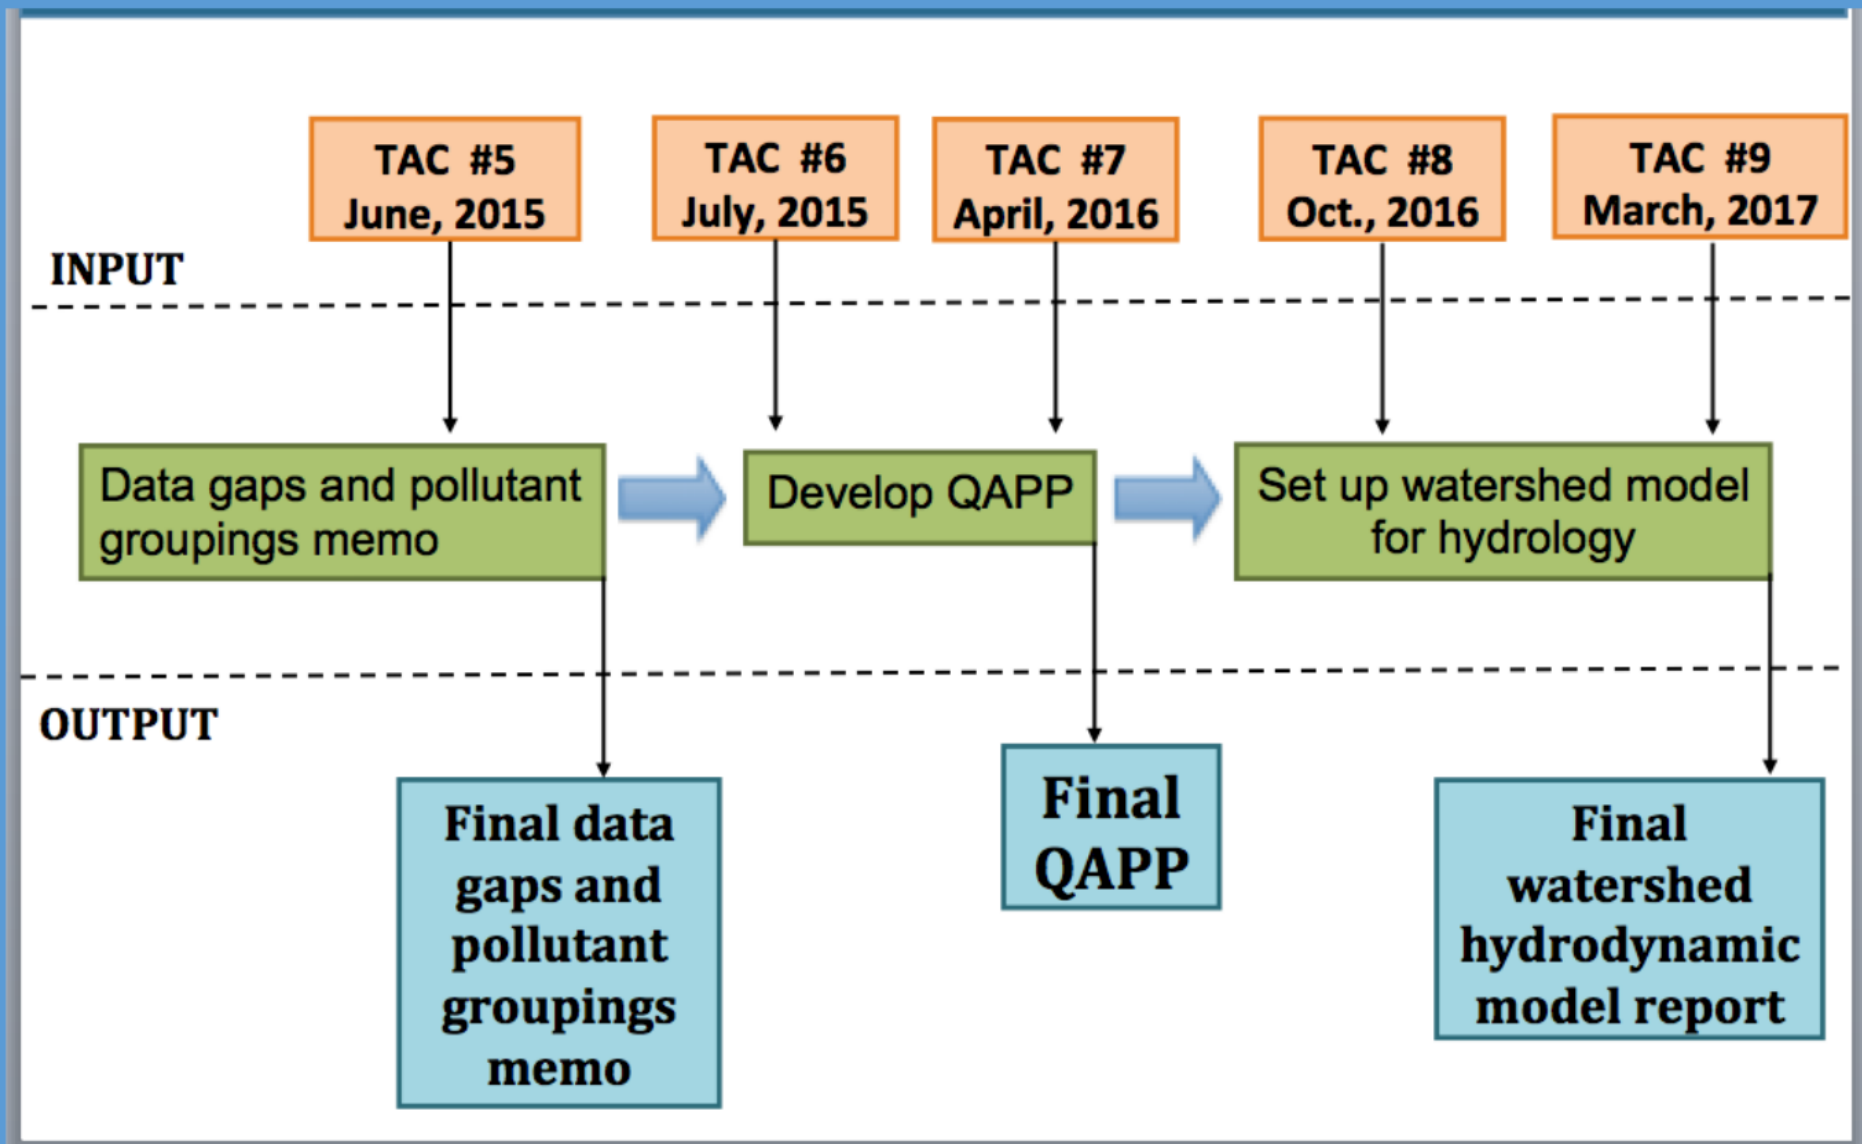 TAC #5
June, 2015
TAC #6
July, 2015
TAC #7
April, 2016
TAC #8
Oct., 2016
TAC #9
March, 2017
INPUT
Data gaps and pollutant
groupings memo
Develop QAPP
Set up watershed model
for hydrology
OUTPUT
Final data
gaps and
pollutant
groupings
memo
Final
QAPP
Final
watershed
hydrodynamic
model report